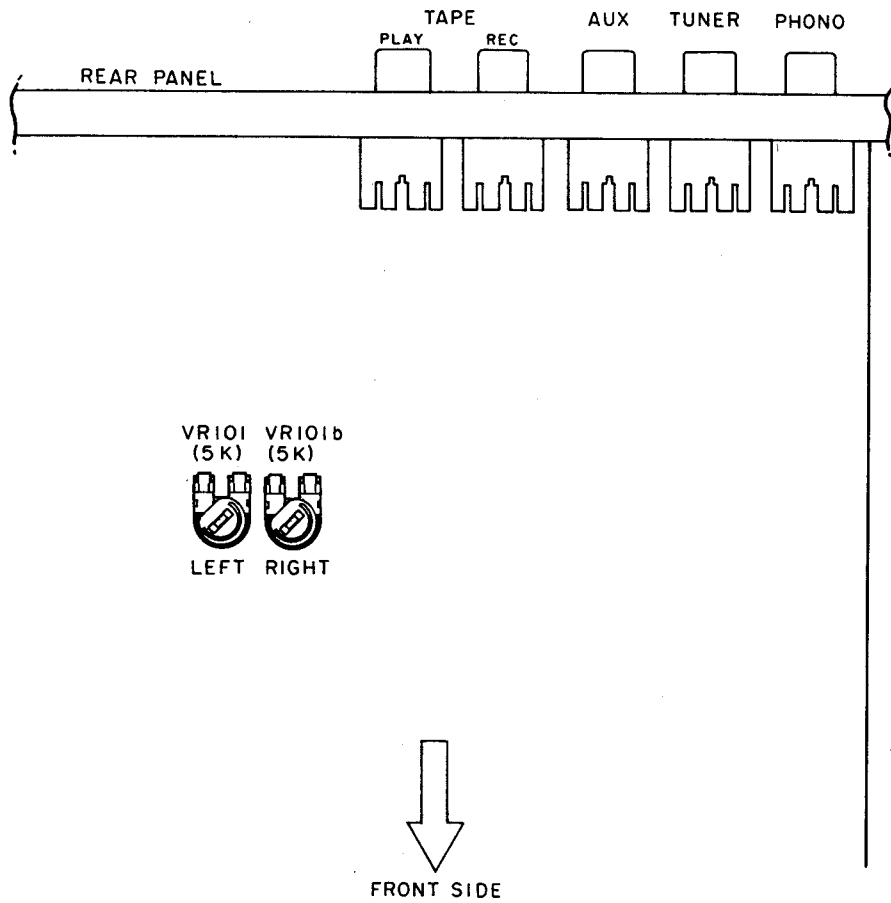 TAPE AUX TUNER PHONO
PLAY REC
REAR PANEL
VR101 VR101b
(5K) (5K)
LEFT RIGHT
FRONT SIDE